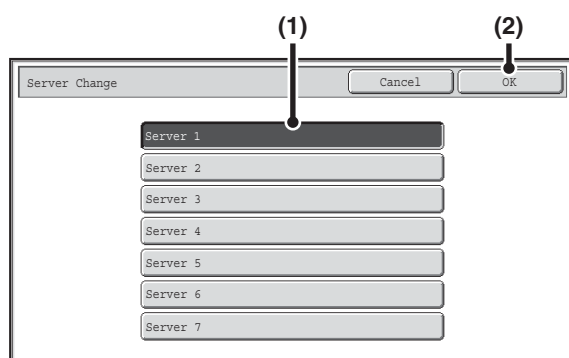 (1) (2)
Server Change Cancel OK
Server 1
Server 2
Server 3
Server 4
Server 5
Server 6
Server 7